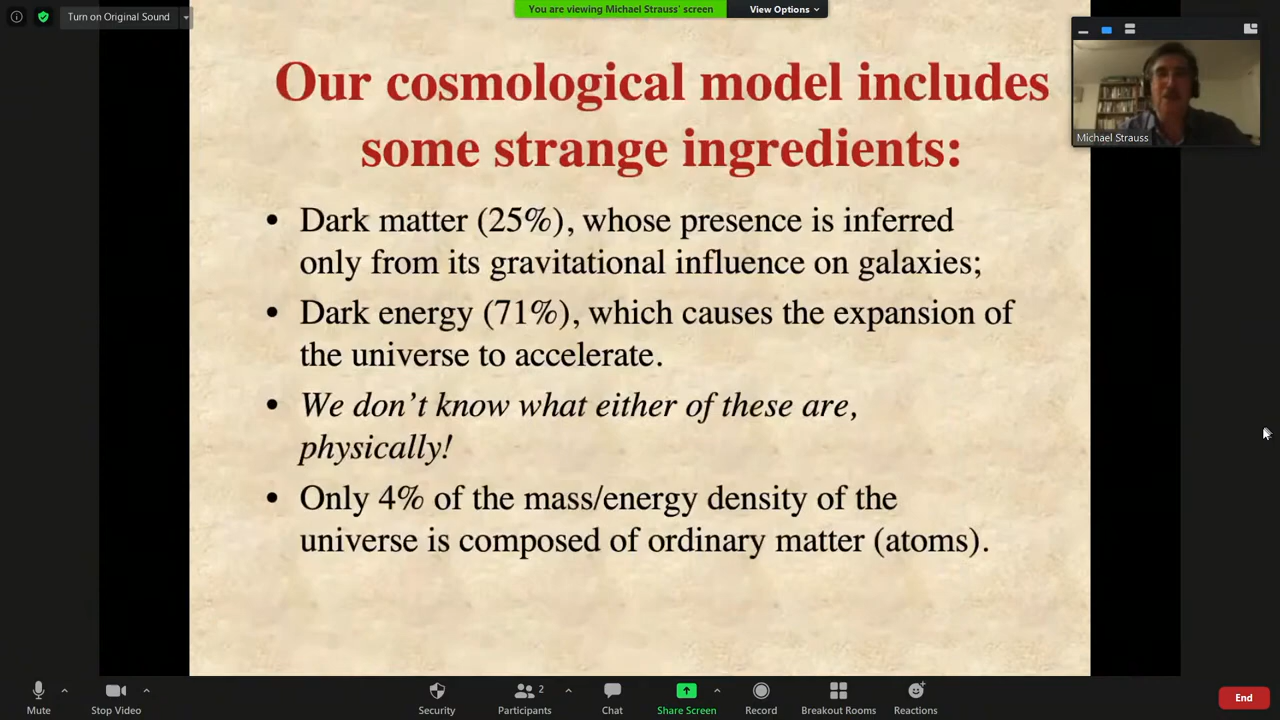 Turn on Original Sound
You are viewing Michael Strauss' screen
View Options
Our cosmological model includes
some strange ingredients:
Michael Strauss
• Dark matter (25%), whose presence is inferred
only from its gravitational influence on galaxies;
• Dark energy (71%), which causes the expansion of
the universe to accelerate.
• We don't know what either of these are,
physically!
• Only 4% of the mass/energy density of the
universe is composed of ordinary matter (atoms).
Mute
Stop Video
Security
Participants
2
Chat
Share Screen
Record
Breakout Rooms
Reactions
End